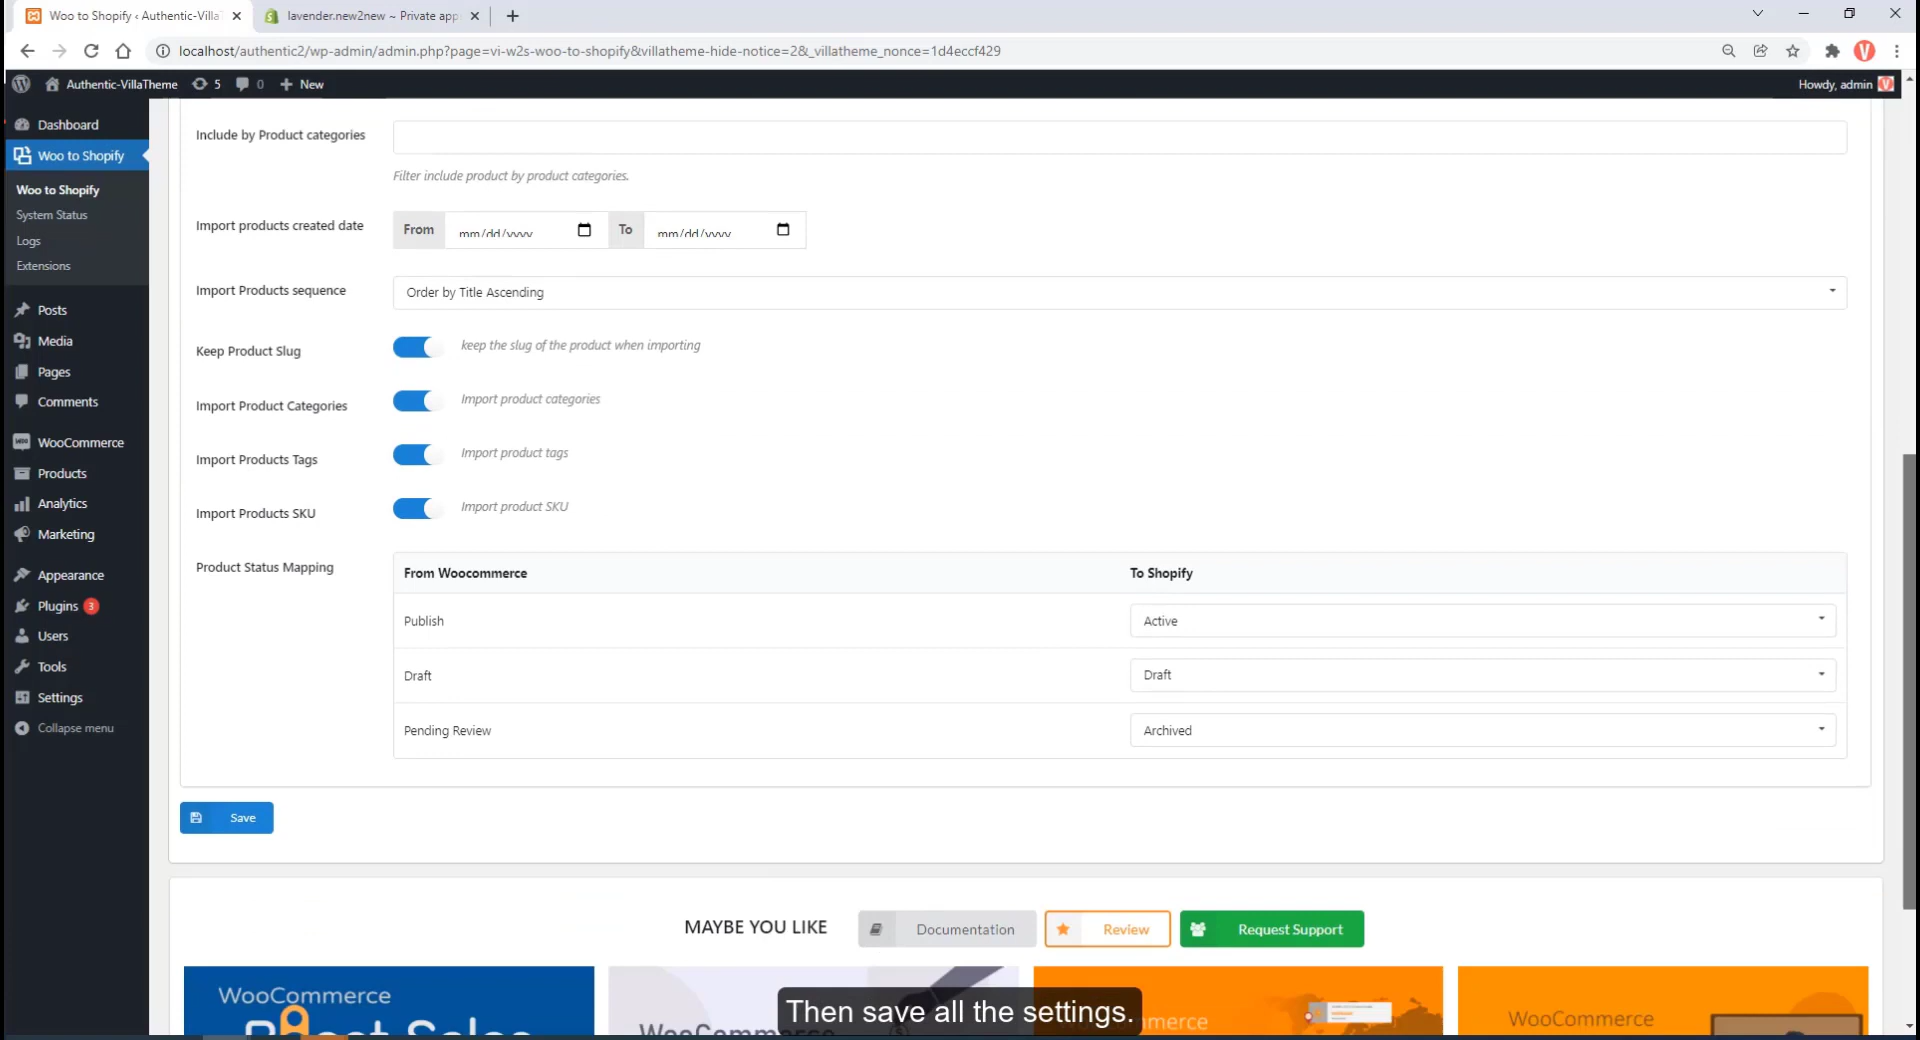 Woo to Shopify ‹ Authentic-Villa
lavender.new2new ~ Private app
localhost/authentic2/wp-admin/admin.php?page=vi-w2s-woo-to-shopify&villatheme-hide-notice=2&_villatheme_nonce=1d4eccf429
Authentic-VillaTheme 5 0 New
Howdy, admin
Dashboard
Woo to Shopify
Woo to Shopify
System Status
Logs
Extensions
Posts
Media
Pages
Comments
WooCommerce
Products
Analytics
Marketing
Appearance
Plugins 3
Users
Tools
Settings
Collapse menu
Include by Product categories
Filter include product by product categories.
Import products created date From mm/dd/yyyy To mm/dd/yyyy
Import Products sequence Order by Title Ascending
Keep Product Slug keep the slug of the product when importing
Import Product Categories Import product categories
Import Products Tags Import product tags
Import Products SKU Import product SKU
Product Status Mapping From Woocommerce To Shopify
Publish Active
Draft Draft
Pending Review Archived
Save
MAYBE YOU LIKE Documentation Review Request Support
WooCommerce
WooCommerce
Then save all the settings.